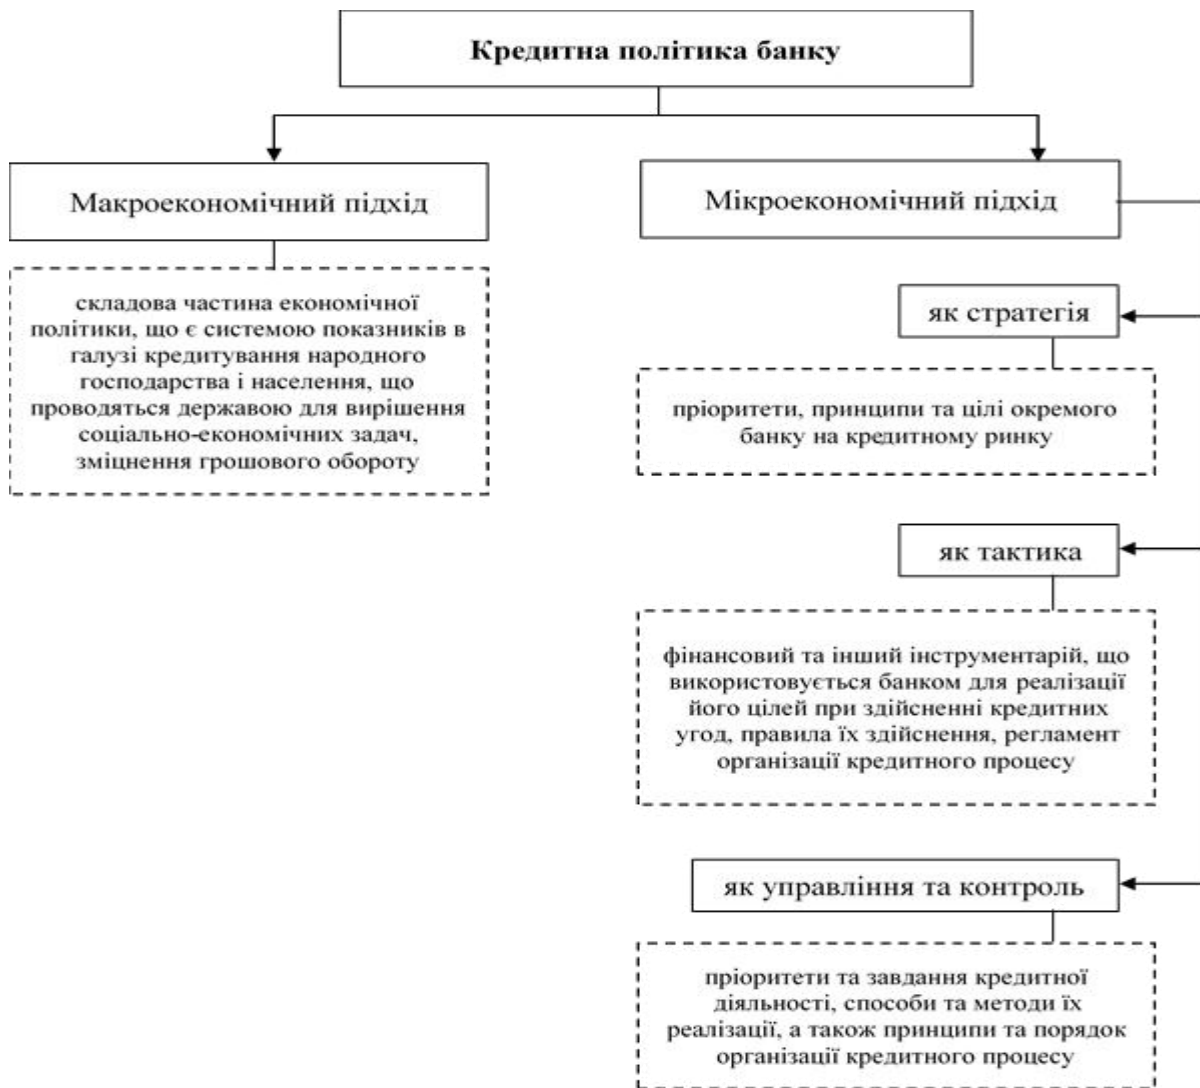 Кредитна політика банку
Макроекономічний підхід
складова частина економічної
політики, що є системою показників в
галузі кредитування народного
господарства і населення, що
проводяться державою для вирішення
соціально-економічних задач,
зміцнення грошового обороту
Мікроекономічний підхід
як стратегія
пріоритети, принципи та цілі окремого
банку на кредитному ринку
як тактика
фінансовий та інший інструментарій, що
використовується банком для реалізації
його цілей при здійсненні кредитних
угод, правила їх здійснення, регламент
організації кредитного процесу
як управління та контроль
пріоритети та завдання кредитної
діяльності, способи та методи їх
реалізації, а також принципи та порядок
організації кредитного процесу